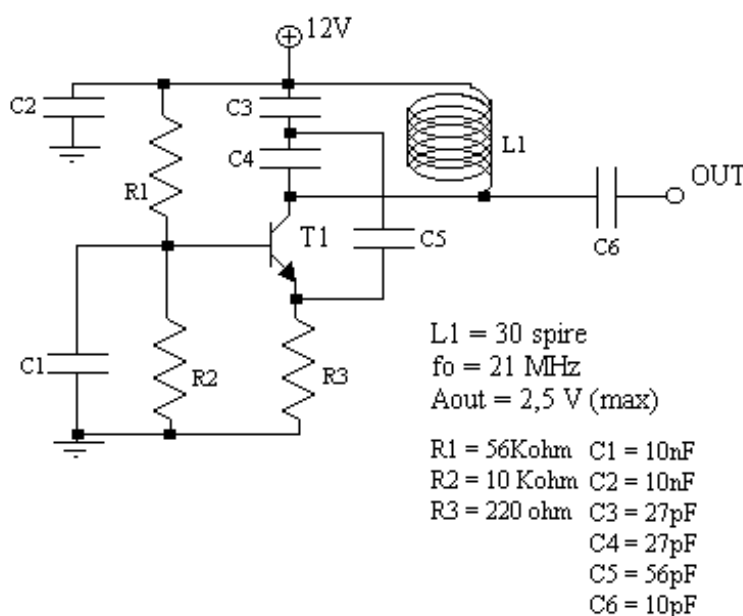 12V
C2
C3
C4
L1
R1
OUT
T1
C5
C6
C1
R2
R3
L1 = 30 spire
fo = 21 MHz
Aout = 2,5 V (max)
R1 = 56Kohm C1 = 10nF
R2 = 10 Kohm C2 = 10nF
R3 = 220 ohm C3 = 27pF
C4 = 27pF
C5 = 56pF
C6 = 10pF